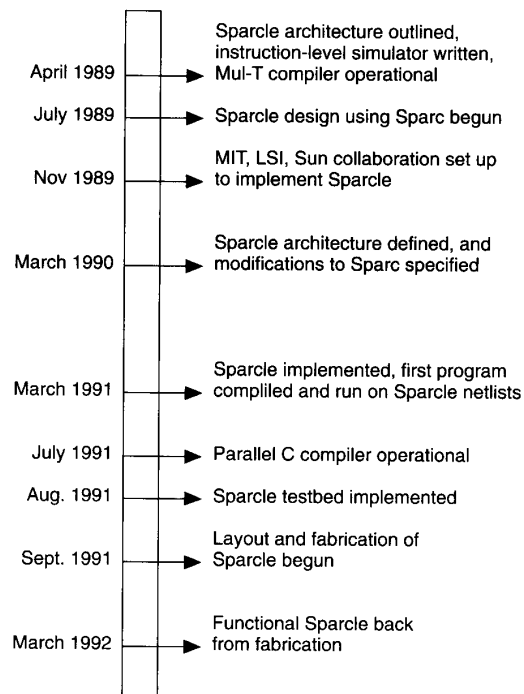 Sparcle architecture outlined,
instruction-level simulator written,
April 1989 Mul-T compiler operational
July 1989 Sparcle design using Sparc begun
MIT, LSI, Sun collaboration set up
Nov 1989 to implement Sparcle
Sparcle architecture defined, and
March 1990 modifications to Sparc specified
Sparcle implemented, first program
March 1991 compliled and run on Sparcle netlists
July 1991 Parallel C compiler operational
Aug. 1991 Sparcle testbed implemented
Layout and fabrication of
Sept. 1991 Sparcle begun
Functional Sparcle back
March 1992 from fabrication